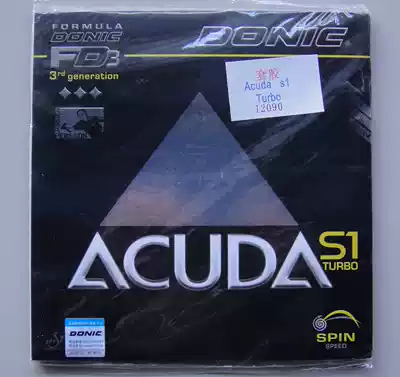 FORMULA
DONIC
FD3
3rd generation
DONIC
套胶
Acuda s1
Turbo
12090
ACUDA S1
TURBO
DONIC
SPIN
SPEED